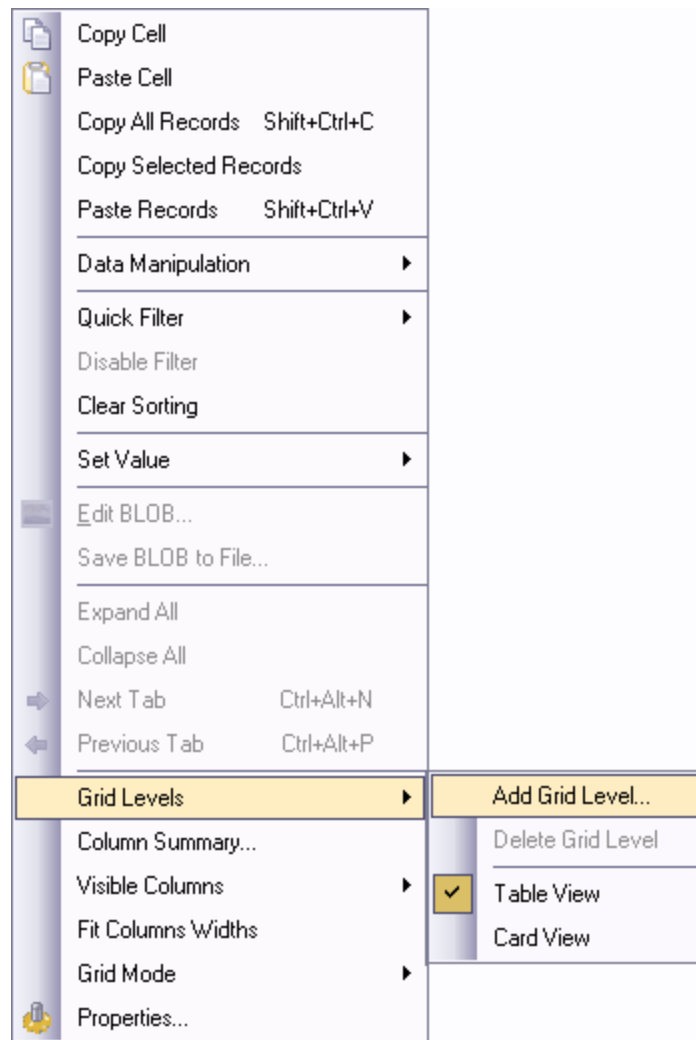 Copy Cell
Paste Cell
Copy All Records Shift+Ctrl+C
Copy Selected Records
Paste Records Shift+Ctrl+V
Data Manipulation
Quick Filter
Disable Filter
Clear Sorting
Set Value
Edit BLOB...
Save BLOB to File...
Expand All
Collapse All
Next Tab Ctrl+Alt+N
Previous Tab Ctrl+Alt+P
Grid Levels
Column Summary...
Visible Columns
Fit Columns Widths
Grid Mode
Properties...
Add Grid Level...
Delete Grid Level
Table View
Card View